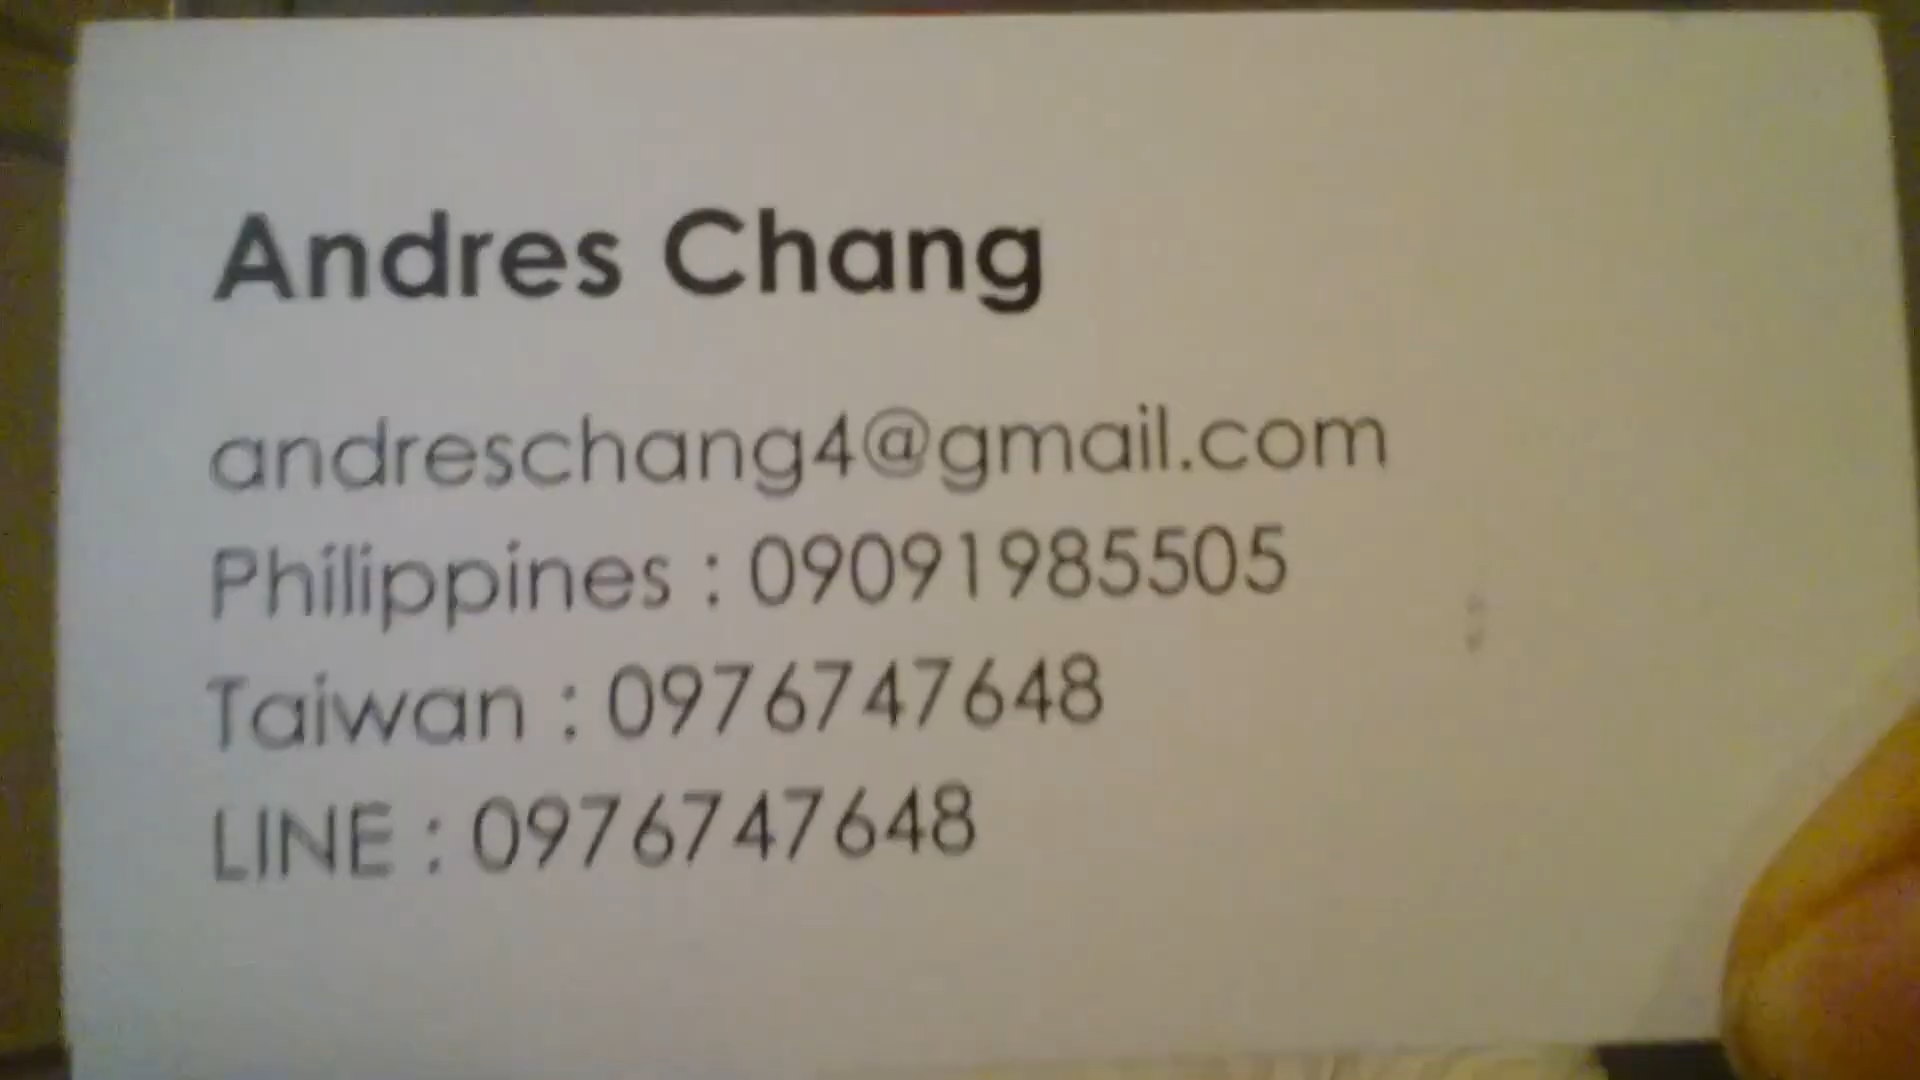 Andres Chang
andreschang4@gmail.com
Philippines : 09091985505
Taiwan : 0976747648
LINE : 0976747648